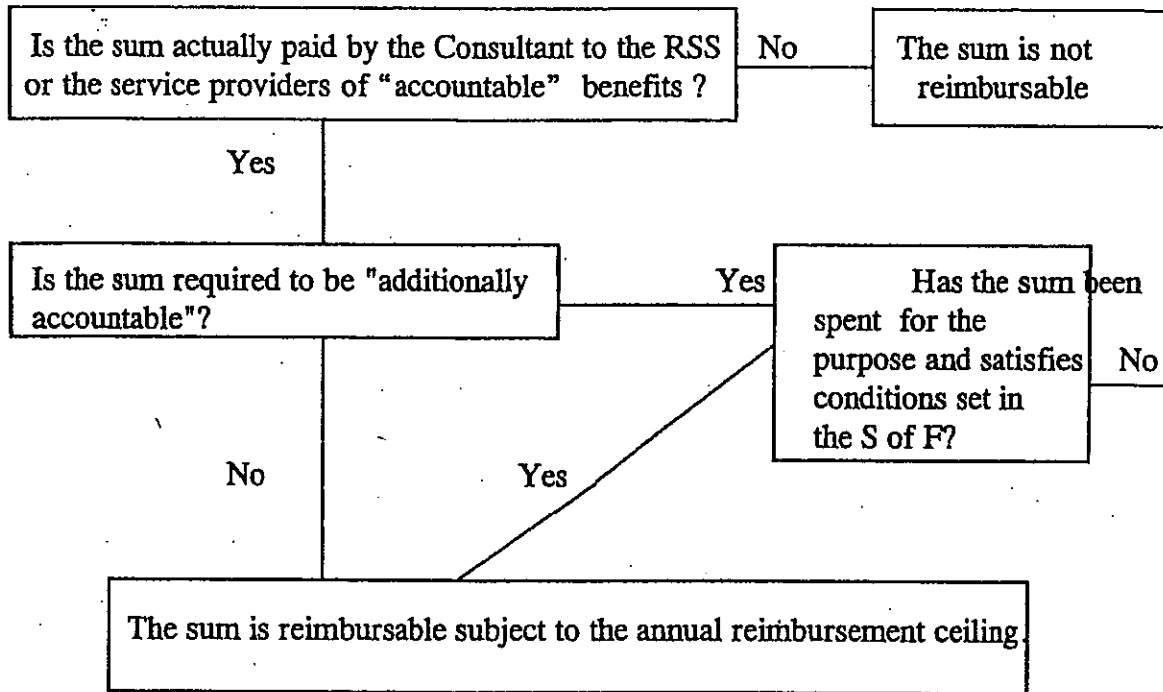 Is the sum actually paid by the Consultant to the RSS
or the service providers of “accountable” benefits ?
No
The sum is not
reimbursable
Yes
Is the sum required to be "additionally
accountable"?
Yes
Has the sum been
spent for the
purpose and satisfies
conditions set in
the S of F?
No
No
Yes
The sum is reimbursable subject to the annual reimbursement ceiling